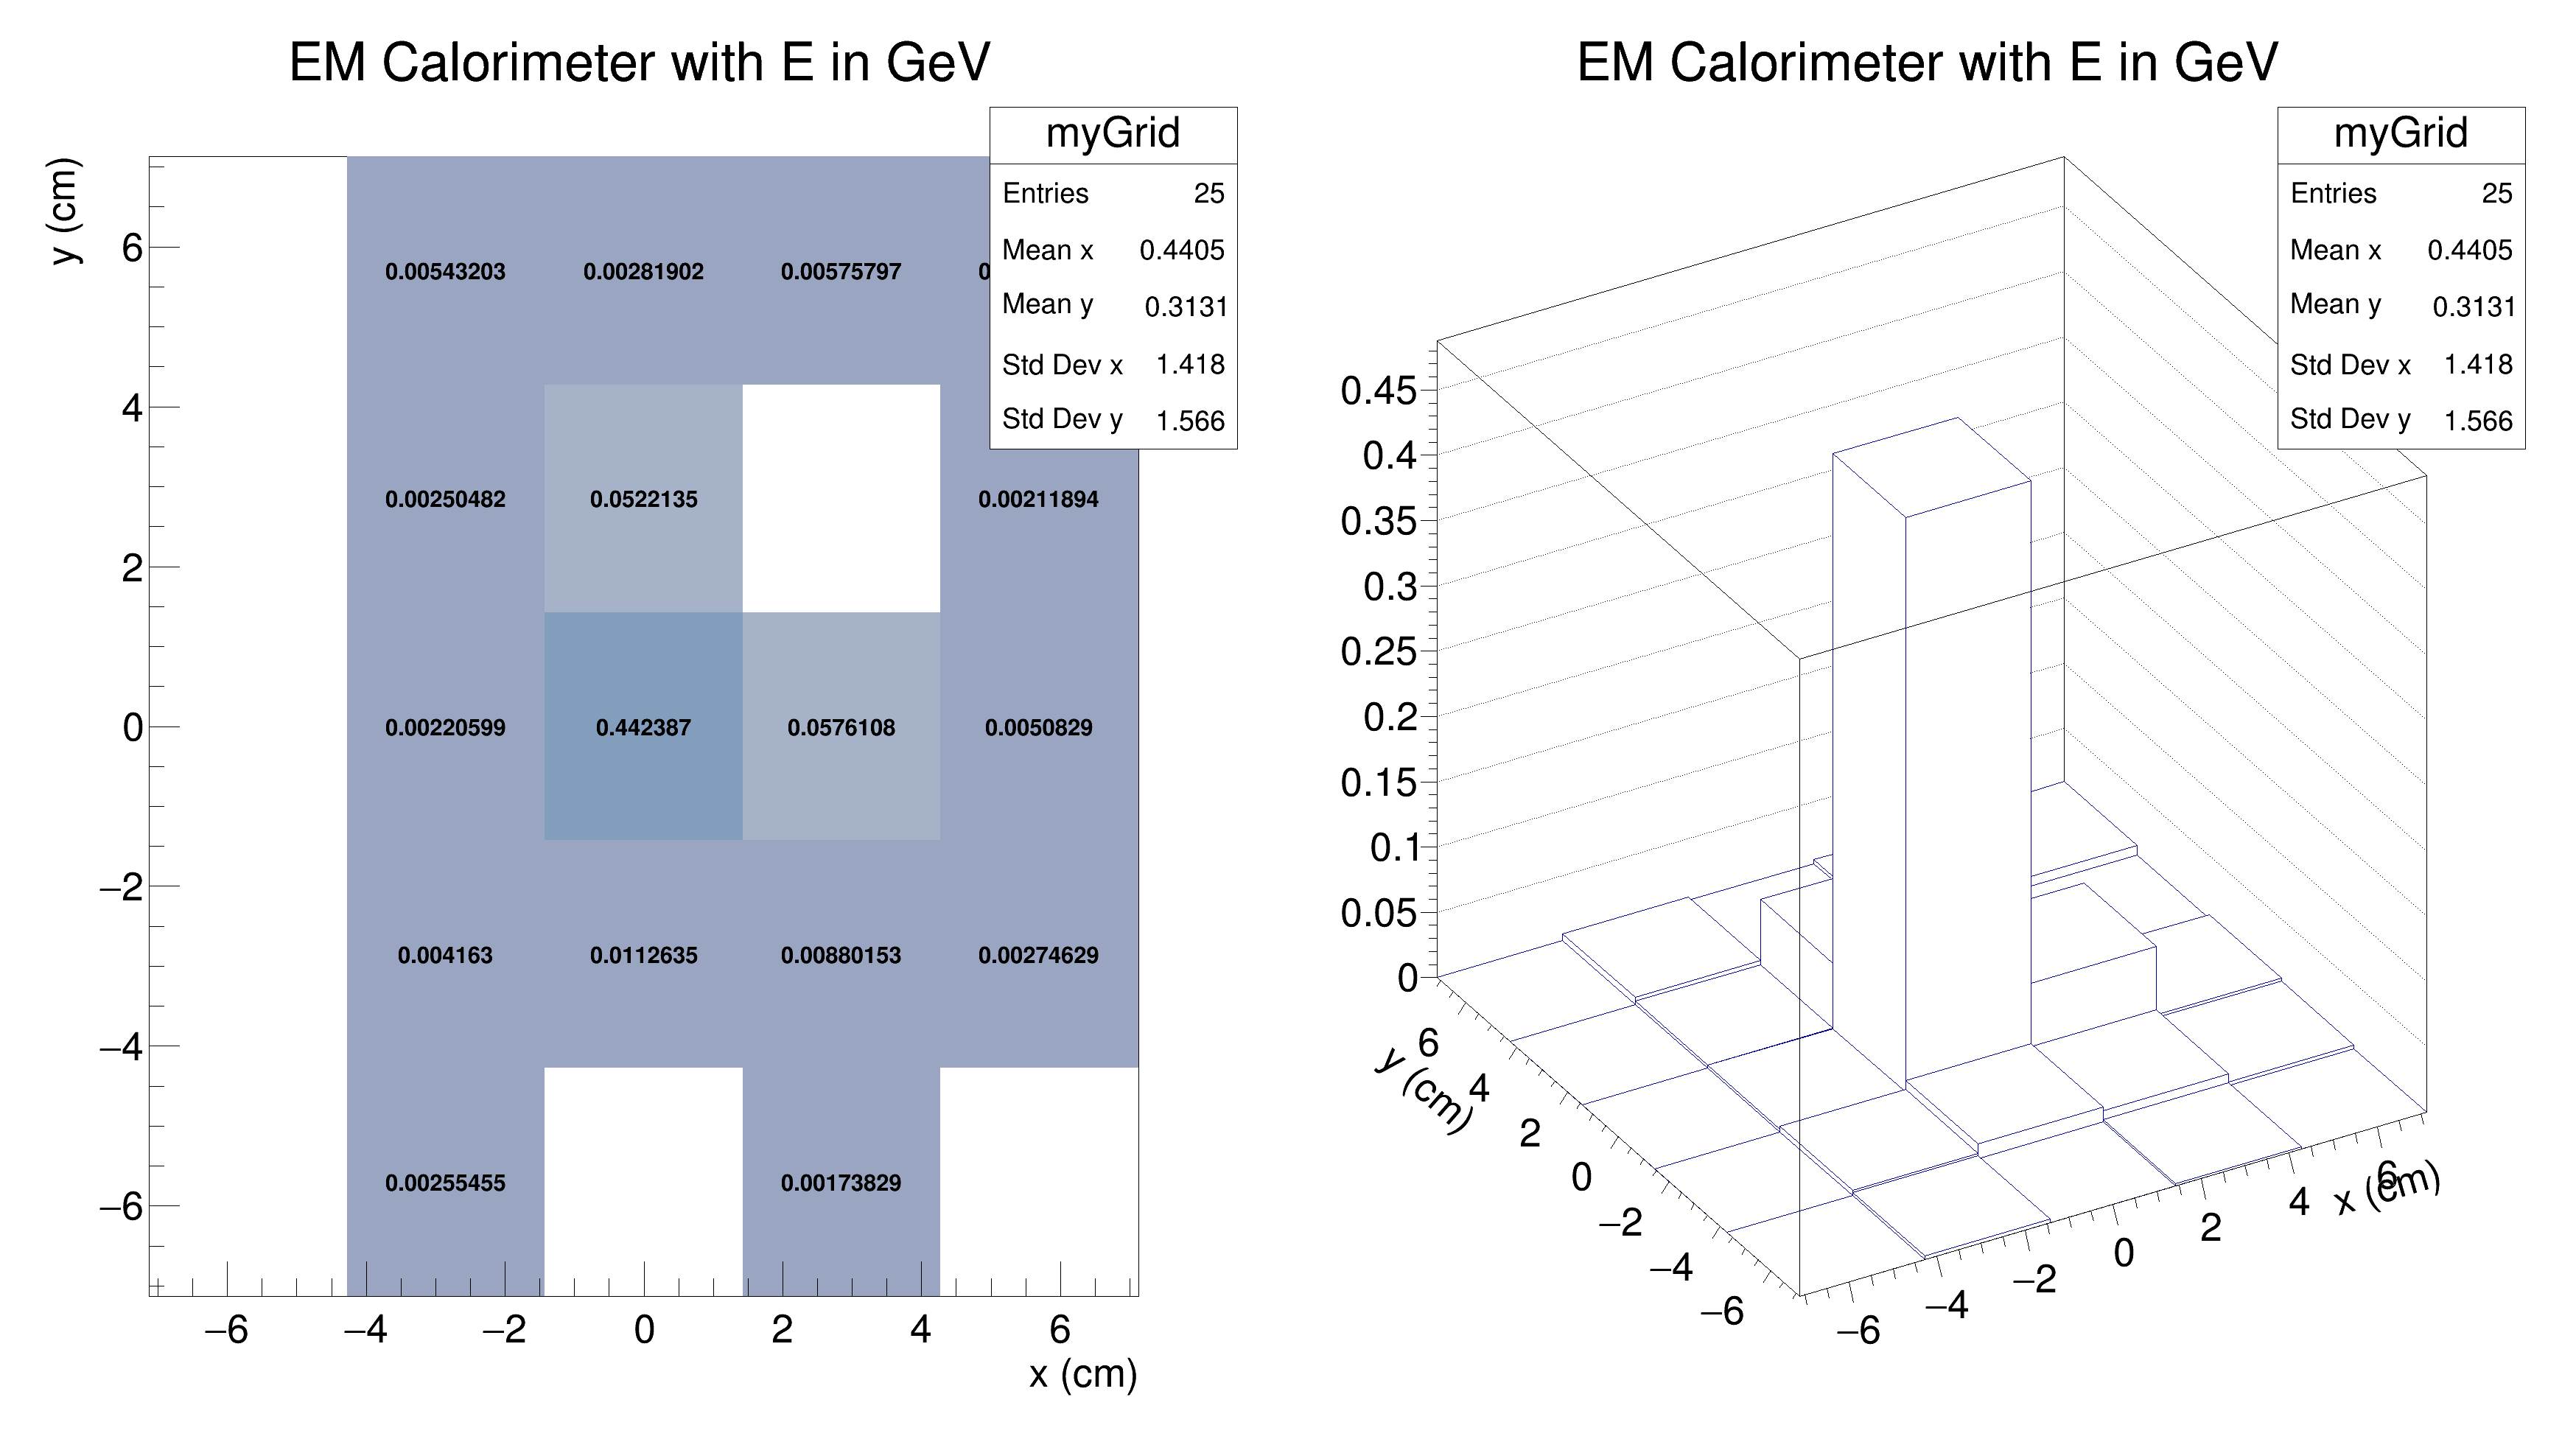 EM Calorimeter with E in GeV
myGrid
Entries 25
Mean x 0.4405
Mean y 0.3131
Std Dev x 1.418
Std Dev y 1.566
y (cm)
6
4
2
0
−2
−4
−6
0.00543203 0.00281902 0.00575797
0.00250482 0.0522135 0.00211894
0.00220599 0.442387 0.0576108 0.0050829
0.004163 0.0112635 0.00880153 0.00274629
0.00255455 0.00173829
−6 −4 −2 0 2 4 6
x (cm)
EM Calorimeter with E in GeV
myGrid
Entries 25
Mean x 0.4405
Mean y 0.3131
Std Dev x 1.418
Std Dev y 1.566
0.45
0.4
0.35
0.3
0.25
0.2
0.15
0.1
0.05
0
6
4
2
0
−2
−4
−6
y (cm)
−6 −4 −2 0 2 4 6
x (cm)